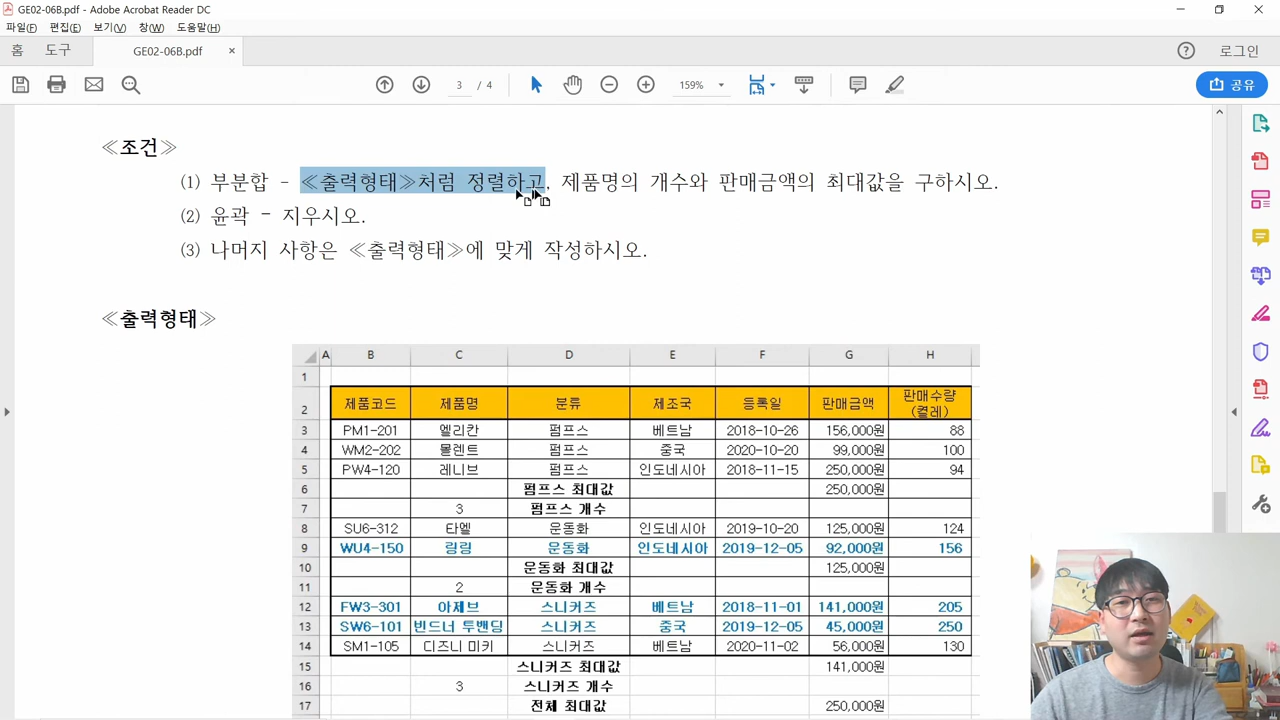 GE02-06B.pdf - Adobe Acrobat Reader DC
파일(F) 편집(E) 보기(V) 창(W) 도움말(H)
홈 도구 GE02-06B.pdf × 로그인
3 / 4 159% 공유
≪조건≫
(1) 부분합 - ≪출력형태≫처럼 정렬하고, 제품명의 개수와 판매금액의 최대값을 구하시오.
(2) 윤곽 - 지우시오.
(3) 나머지 사항은 ≪출력형태≫에 맞게 작성하시오.
≪출력형태≫
A B C D E F G H
1
2 제품코드 제품명 분류 제조국 등록일 판매금액 판매수량
(켤레)
3 PM1-201 엘리칸 펌프스 베트남 2018-10-26 156,000원 88
4 WM2-202 몰렌트 펌프스 중국 2020-10-20 99,000원 100
5 PW4-120 레니브 펌프스 인도네시아 2018-11-15 250,000원 94
6 펌프스 최대값 250,000원
7 3 펌프스 개수
8 SU6-312 타엘 운동화 인도네시아 2019-10-20 125,000원 124
9 WU4-150 링링 운동화 인도네시아 2019-12-05 92,000원 156
10 운동화 최대값 125,000원
11 2 운동화 개수
12 FW3-301 아제브 스니커즈 베트남 2018-11-01 141,000원 205
13 SW6-101 빈드너 투밴딩 스니커즈 중국 2019-12-05 45,000원 250
14 SM1-105 디즈니 미키 스니커즈 베트남 2020-11-02 56,000원 130
15 스니커즈 최대값 141,000원
16 3 스니커즈 개수
17 전체 최대값 250,000원